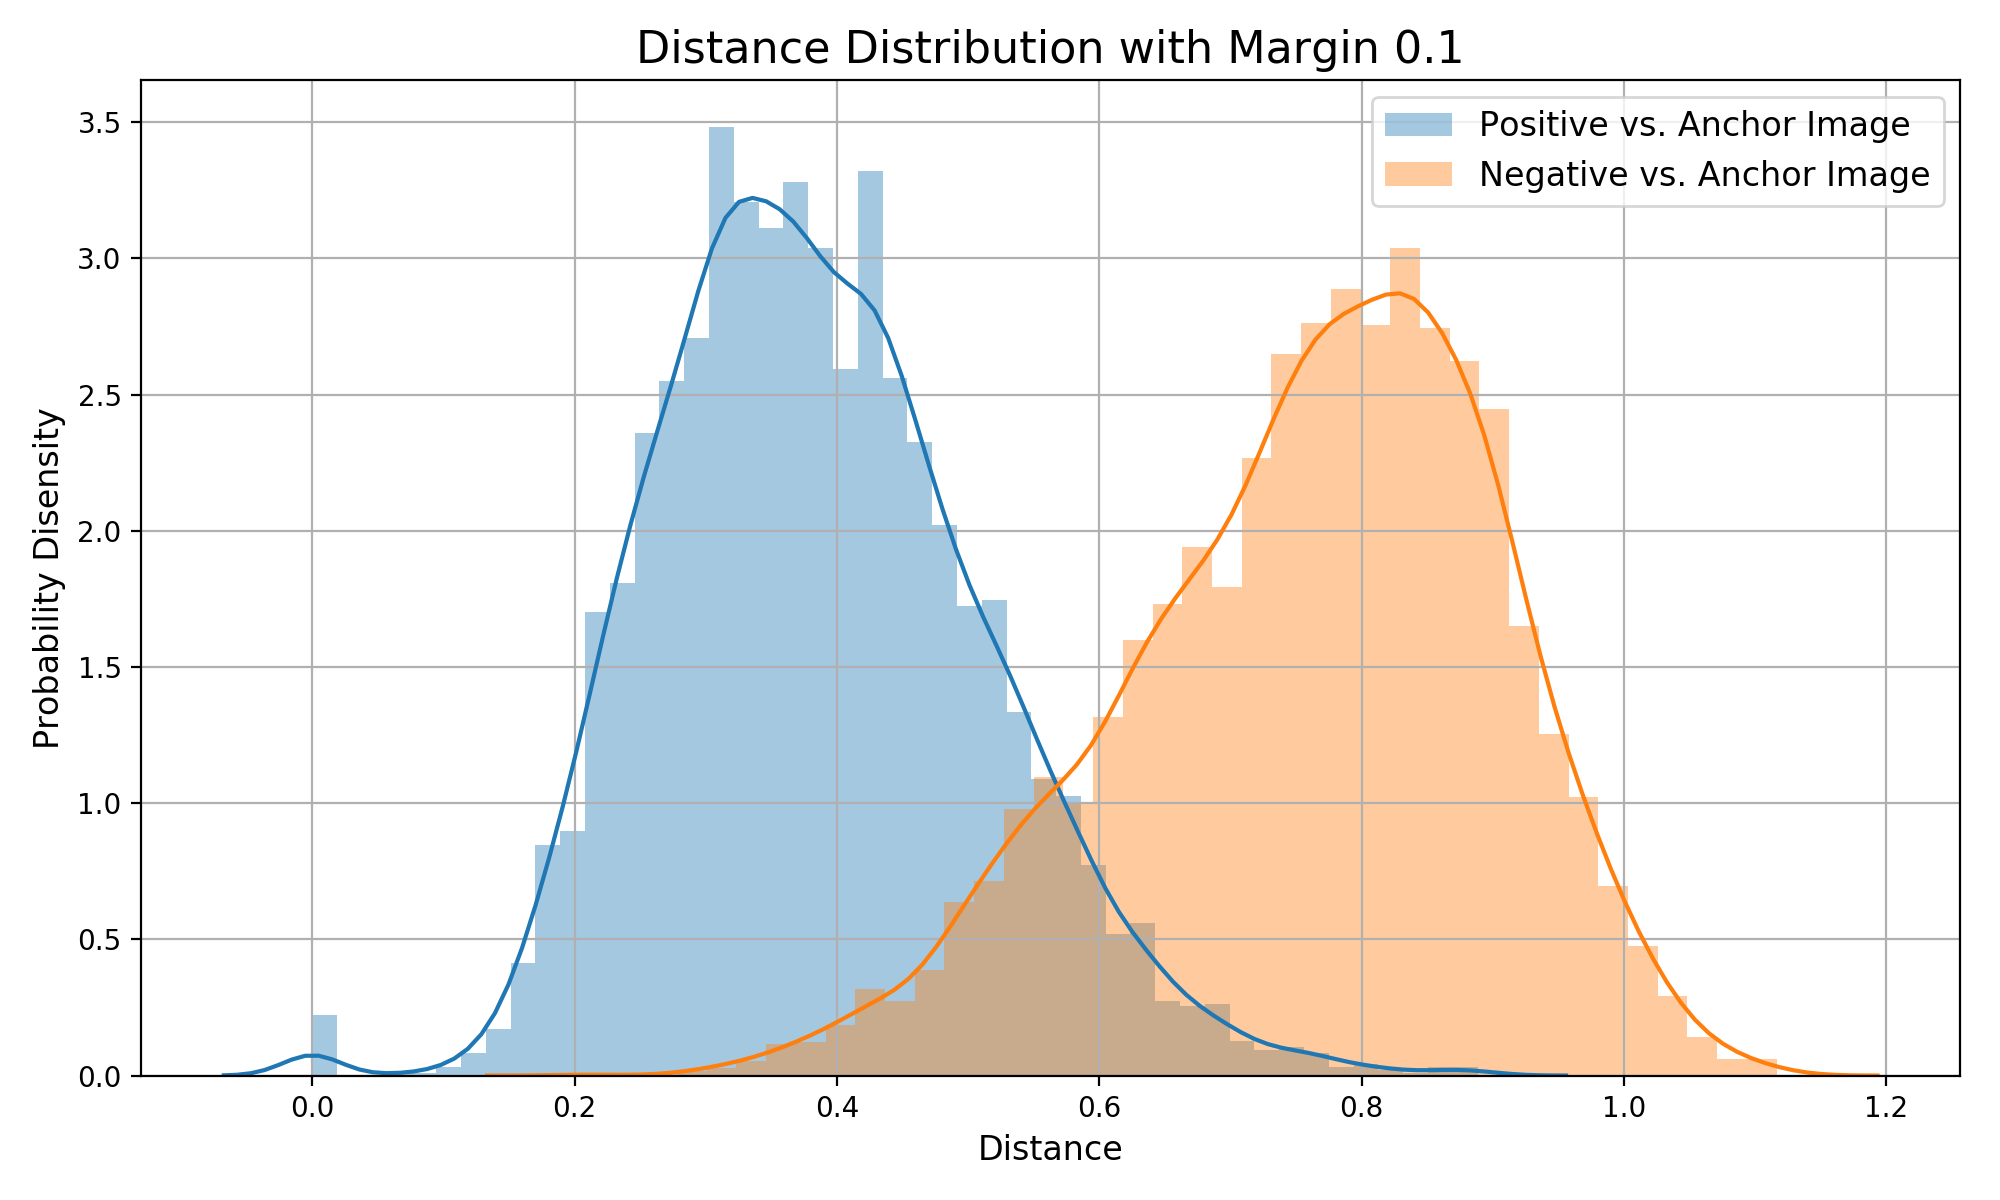 Distance Distribution with Margin 0.1
Positive vs. Anchor Image
Negative vs. Anchor Image
Probability Disensity
3.5
3.0
2.5
2.0
1.5
1.0
0.5
0.0
0.0 0.2 0.4 0.6 0.8 1.0 1.2
Distance